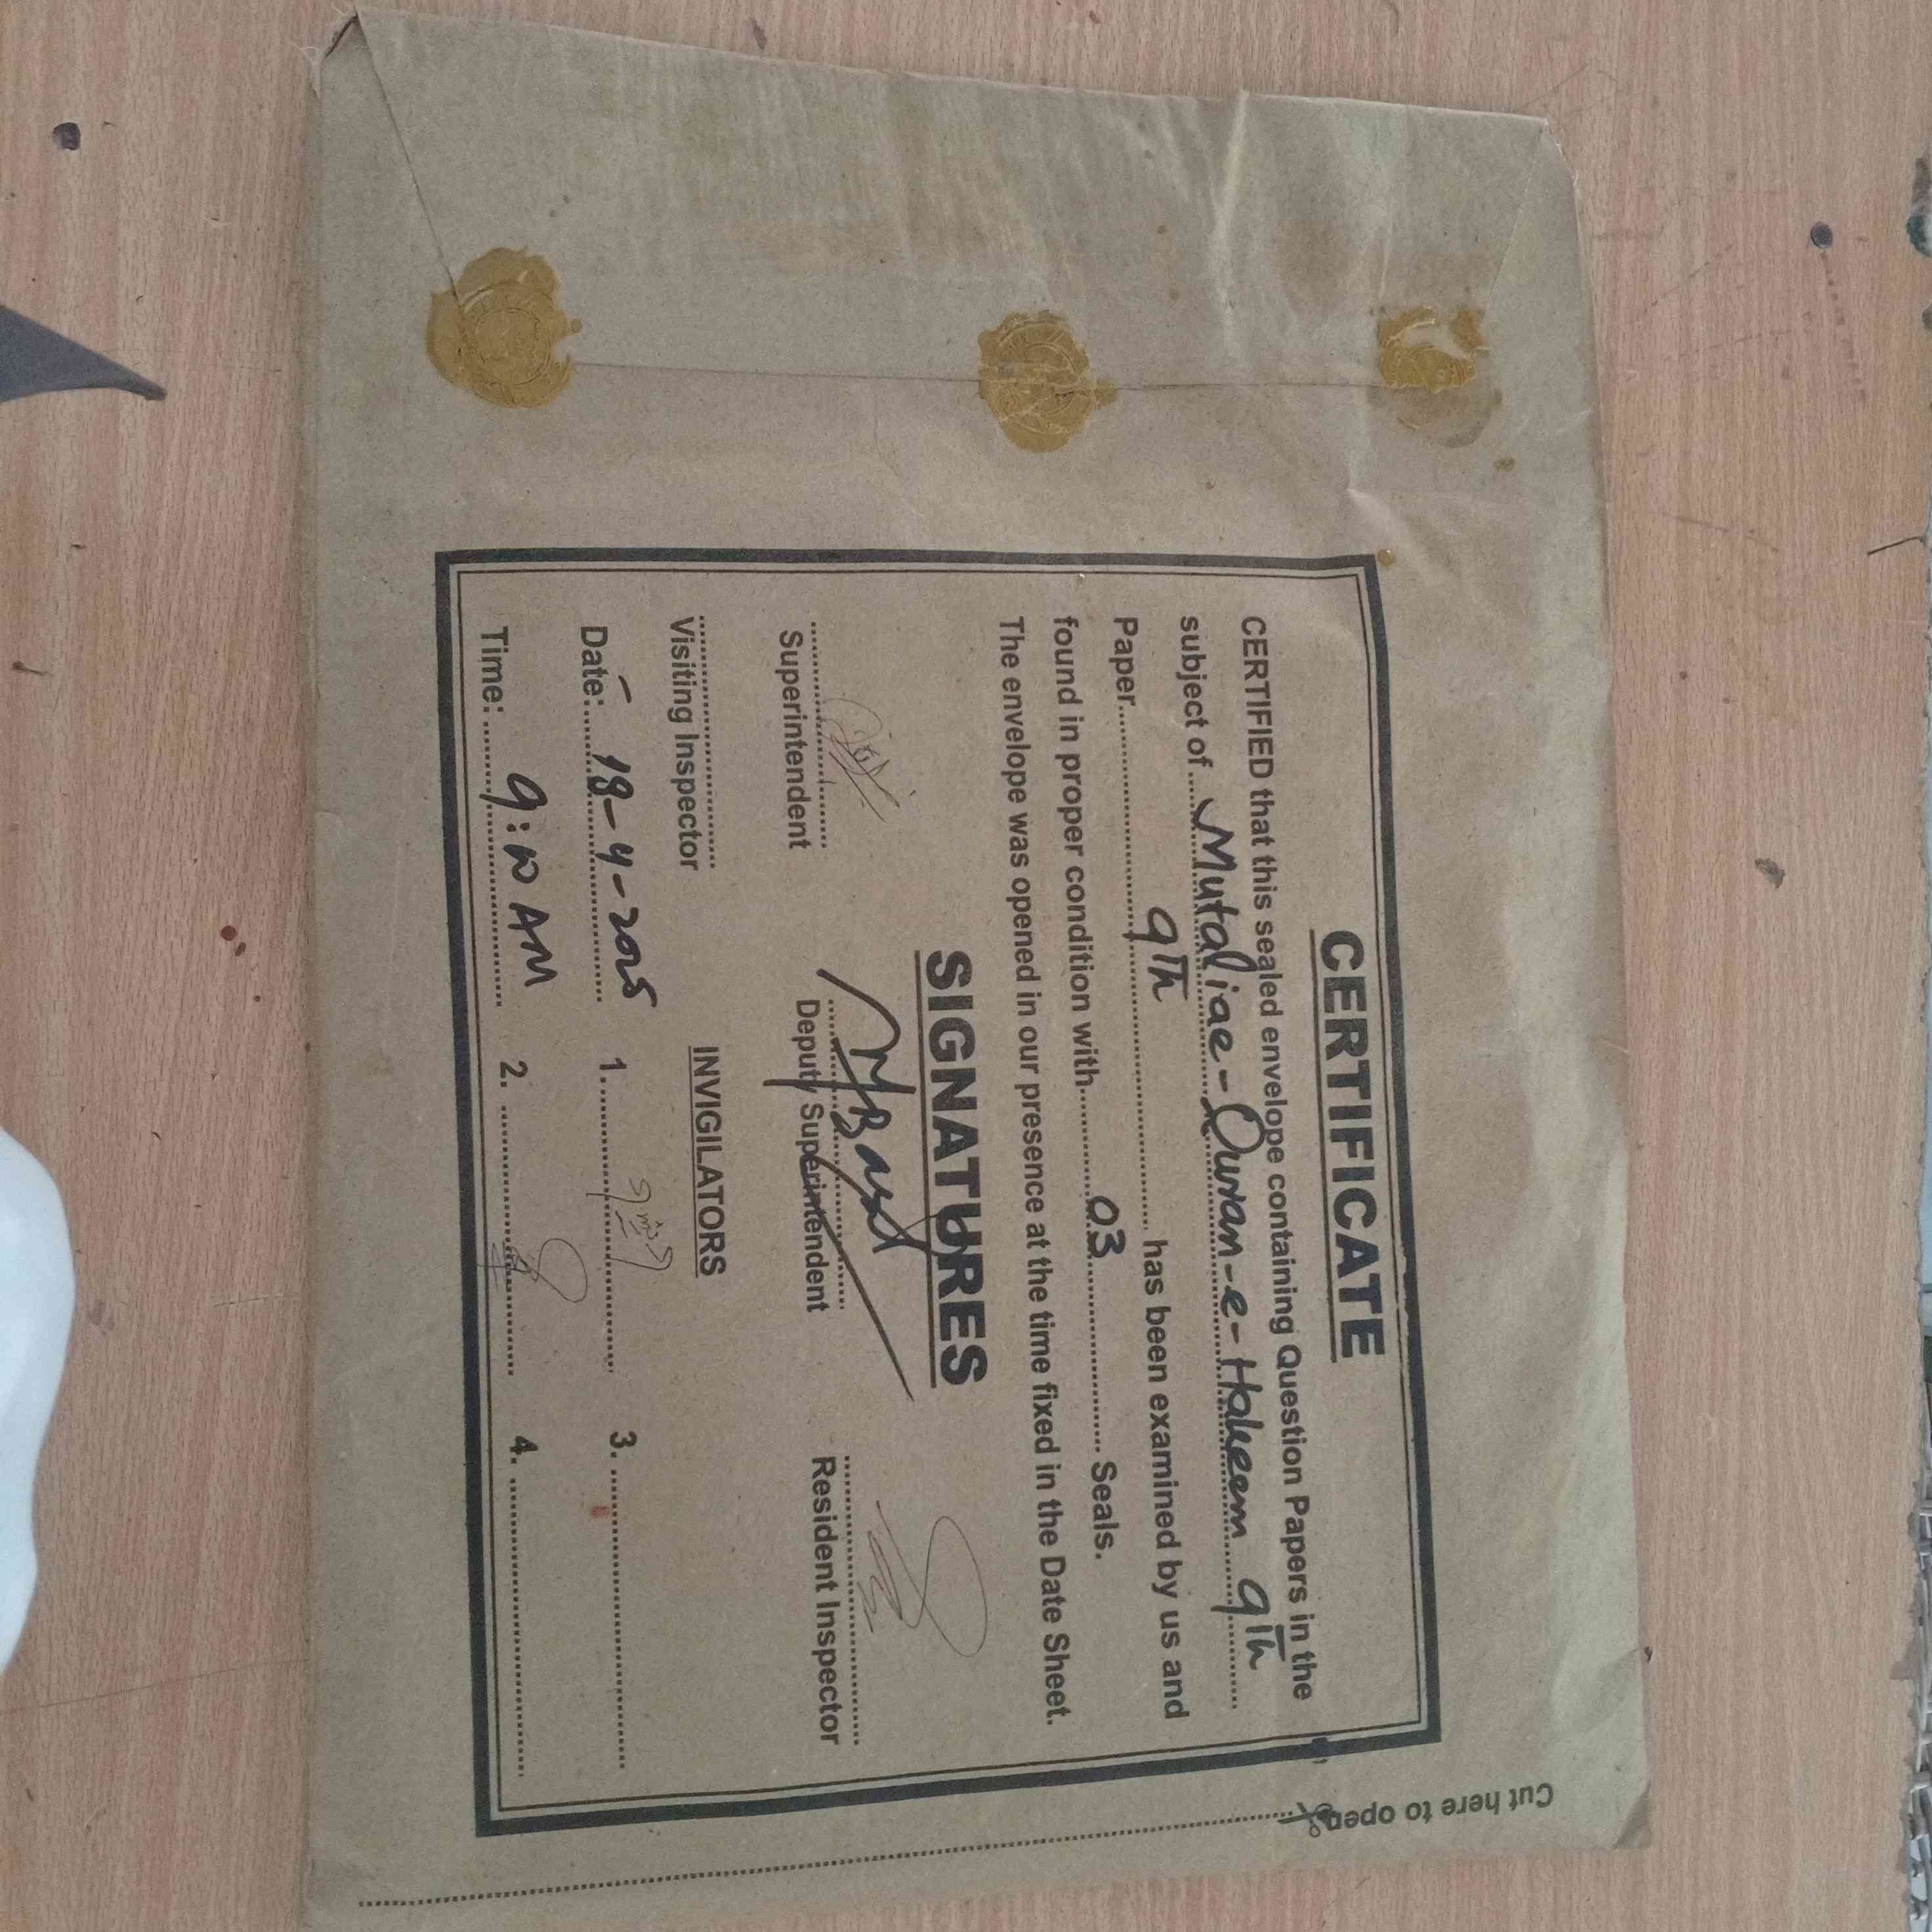 CERTIFICATE
CERTIFIED that this sealed envelope containing Question Papers in the
subject of Mutaliae-Quran-e-Hakeem 9th
Paper 9th has been examined by us and
found in proper condition with 03 Seals.
The envelope was opened in our presence at the time fixed in the Date Sheet.
SIGNATURES
Superintendent
Deputy Superintendent
Resident Inspector
Visiting Inspector
INVIGILATORS
Date: 18-4-2025
1.
3.
Time: 9:10 AM
2.
4.
Cut here to open